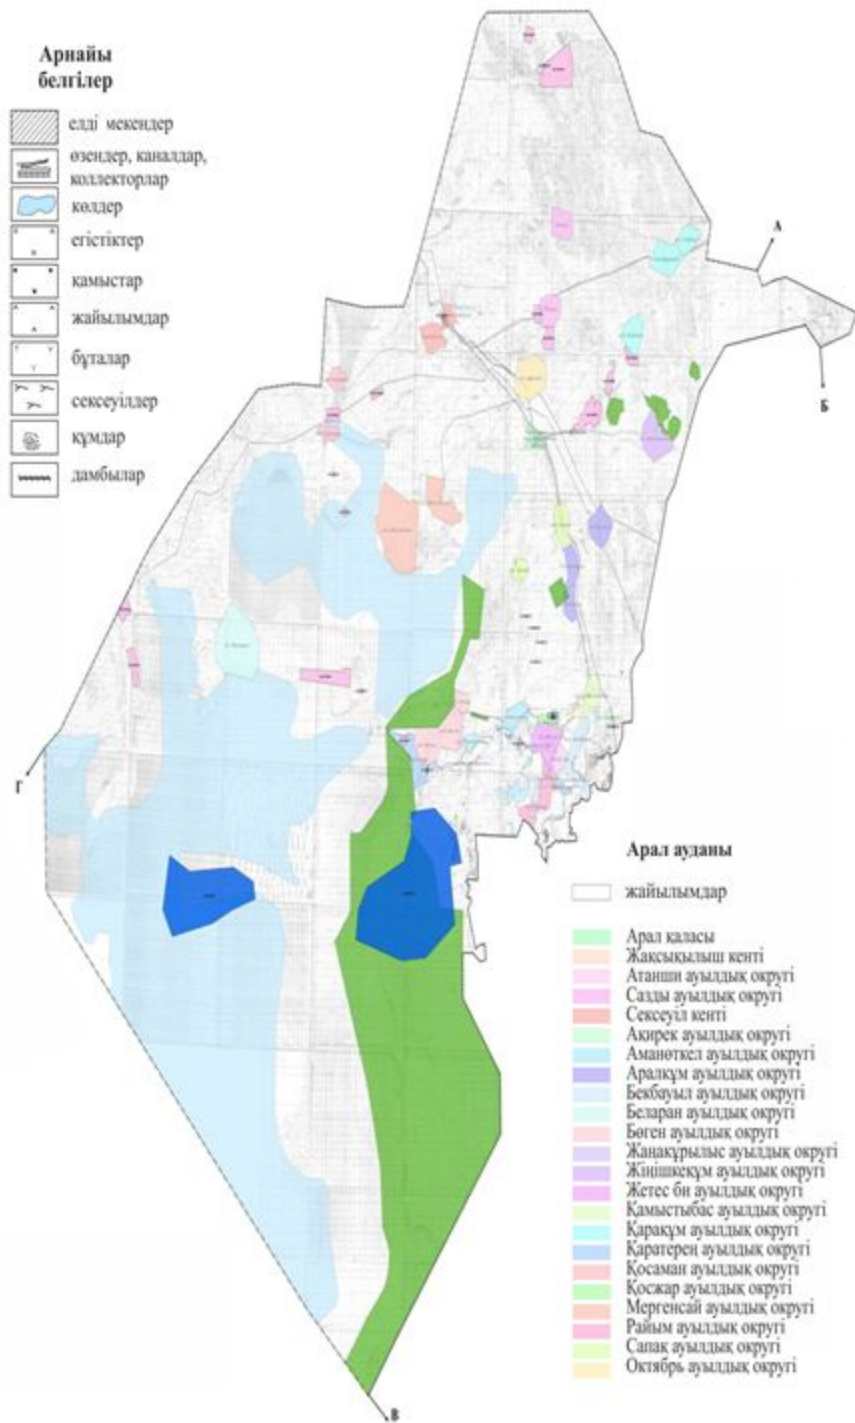 Арнайы
белгілер
елді мекендер
өзендер, каналдар,
коллекторлар
көлдер
егістіктер
қамыстар
жайылымдар
бұталар
сексеуілдер
құмдар
дамбылар
А
Б
Г
В
Арал ауданы
жайылымдар
Арал қаласы
Жақсықылыш кенті
Атанши ауылдық округі
Сазды ауылдық округі
Сексеуіл кенті
Ақирек ауылдық округі
Аманөткел ауылдық округі
Аралқұм ауылдық округі
Бекбауыл ауылдық округі
Беларан ауылдық округі
Бөген ауылдық округі
Жаңақұрылыс ауылдық округі
Жіңішкеқұм ауылдық округі
Жетес би ауылдық округі
Қамыстыбас ауылдық округі
Қарақұм ауылдық округі
Қаратерең ауылдық округі
Қосаман ауылдық округі
Қосжар ауылдық округі
Мергенсай ауылдық округі
Райым ауылдық округі
Сапақ ауылдық округі
Октябрь ауылдық округі